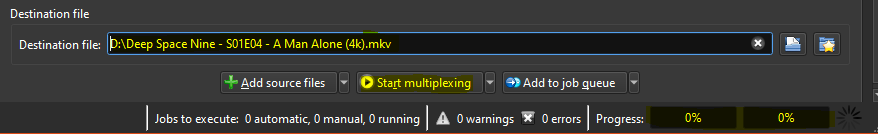 Destination file
Destination file: D:\Deep Space Nine - S01E04 - A Man Alone (4k).mkv
Add source files Start multiplexing Add to job queue
Jobs to execute: 0 automatic, 0 manual, 0 running 0 warnings 0 errors Progress: 0% 0%